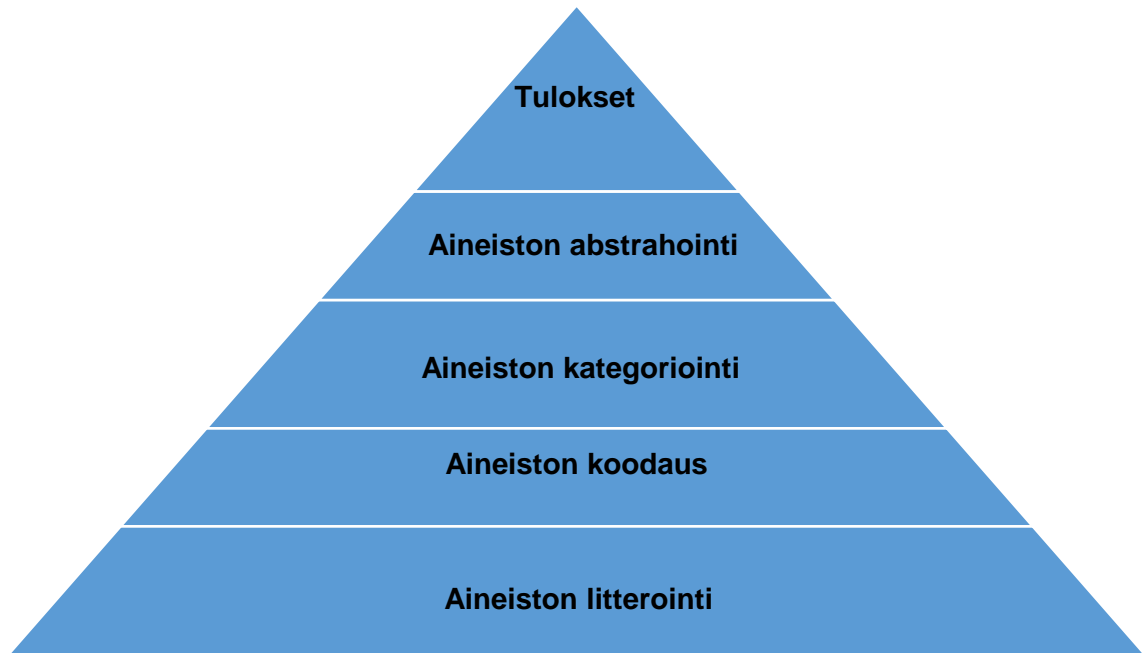 Tulokset
Aineiston abstrahointi
Aineiston kategoriointi
Aineiston koodaus
Aineiston litterointi